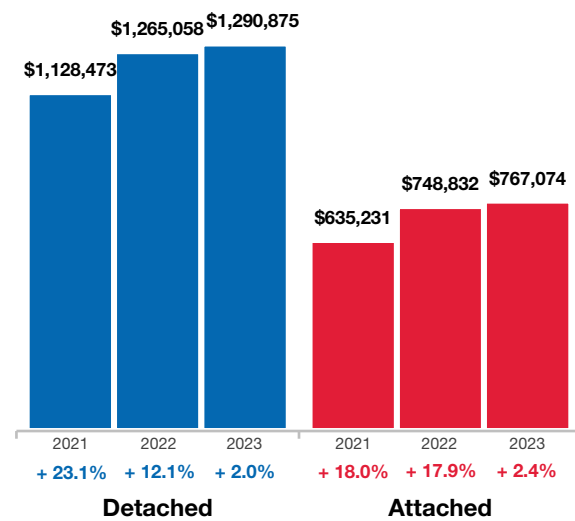 $1,128,473 $1,265,058 $1,290,875
$635,231 $748,832 $767,074
2021 2022 2023 2021 2022 2023
+ 23.1% + 12.1% + 2.0% + 18.0% + 17.9% + 2.4%
Detached Attached